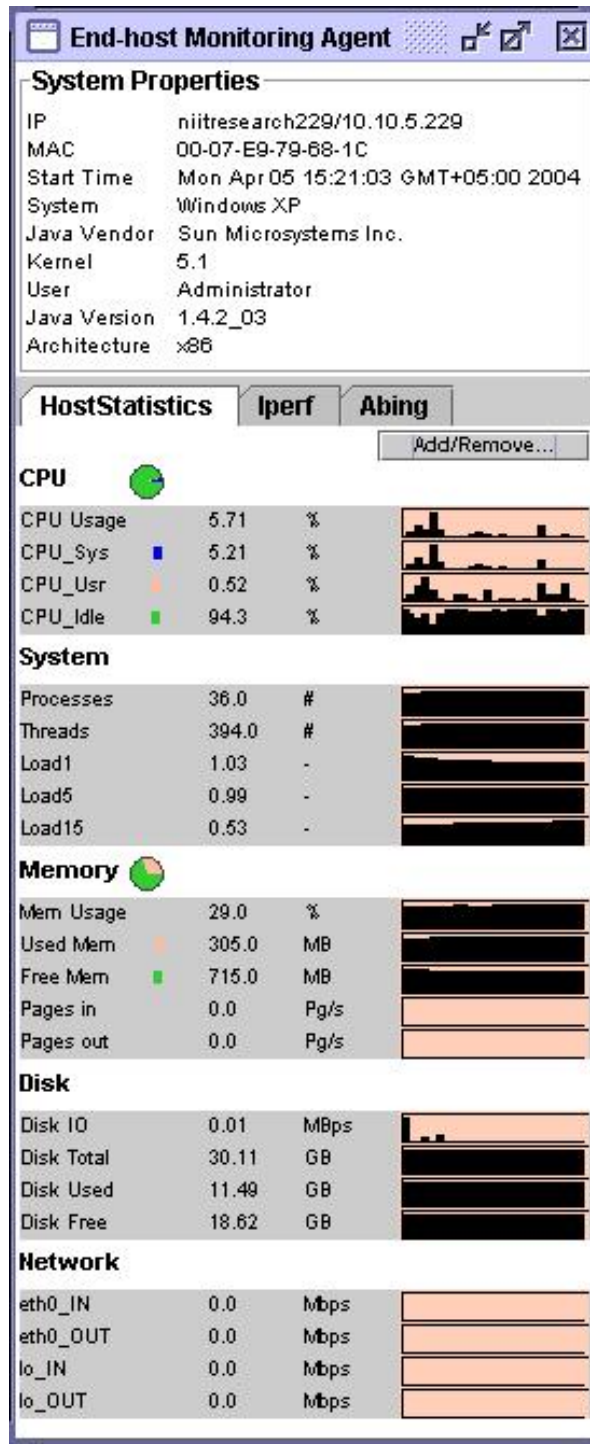 End-host Monitoring Agent
System Properties
IP niitresearch229/10.10.5.229
MAC 00-07-E9-79-68-1C
Start Time Mon Apr 05 15:21:03 GMT+05:00 2004
System Windows XP
Java Vendor Sun Microsystems Inc.
Kernel 5.1
User Administrator
Java Version 1.4.2_03
Architecture x86
HostStatistics Iperf Abing
Add/Remove...
CPU
CPU Usage 5.71 %
CPU_Sys 5.21 %
CPU_Usr 0.52 %
CPU_Idle 94.3 %
System
Processes 36.0 #
Threads 394.0 #
Load1 1.03 -
Load5 0.99 -
Load15 0.53 -
Memory
Mem Usage 29.0 %
Used Mem 305.0 MB
Free Mem 715.0 MB
Pages in 0.0 Pg/s
Pages out 0.0 Pg/s
Disk
Disk IO 0.01 MBps
Disk Total 30.11 GB
Disk Used 11.49 GB
Disk Free 18.62 GB
Network
eth0_IN 0.0 Mbps
eth0_OUT 0.0 Mbps
lo_IN 0.0 Mbps
lo_OUT 0.0 Mbps